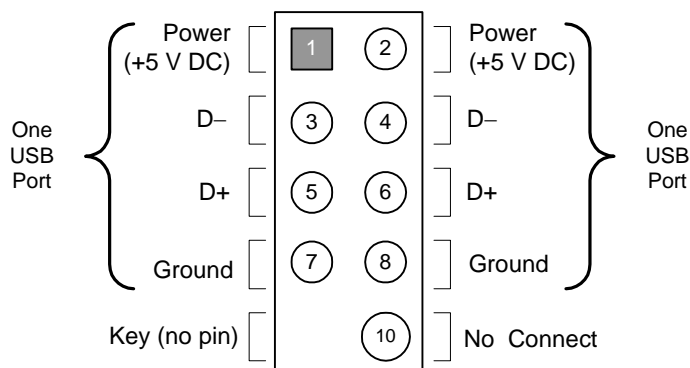 Power
(+5 V DC)
1
2
Power
(+5 V DC)
D–
3
4
D–
One
USB
Port
One
USB
Port
D+
5
6
D+
Ground
7
8
Ground
Key (no pin)
10
No Connect